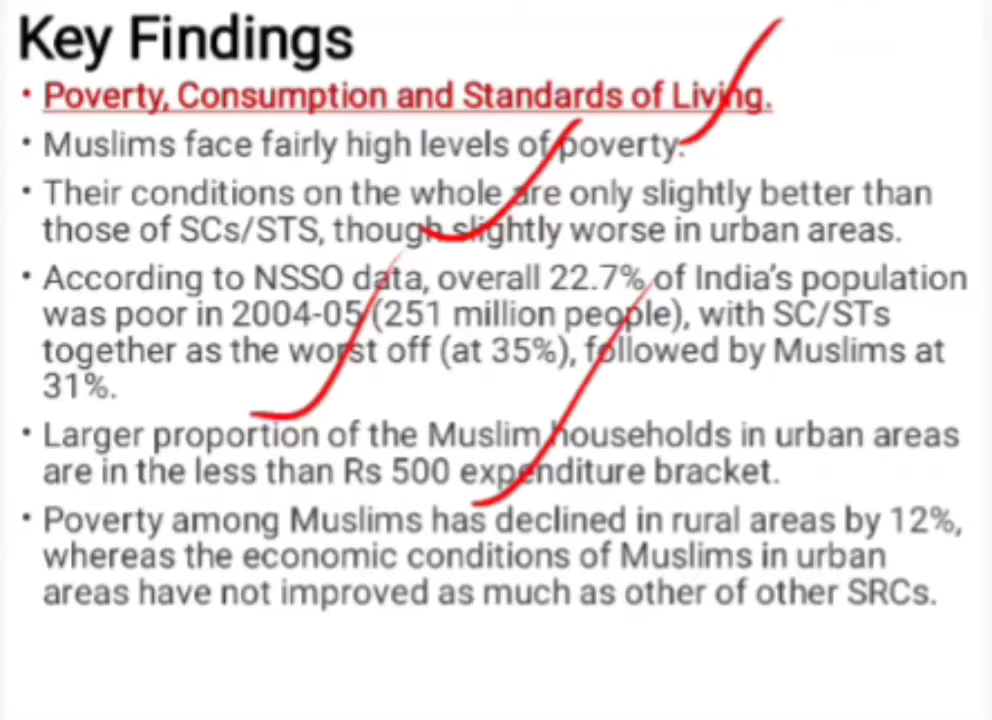 Key Findings
• Poverty, Consumption and Standards of Living.
• Muslims face fairly high levels of poverty.
• Their conditions on the whole are only slightly better than
those of SCs/STS, though slightly worse in urban areas.
• According to NSSO data, overall 22.7% of India's population
was poor in 2004-05 (251 million people), with SC/STs
together as the worst off (at 35%), followed by Muslims at
31%.
• Larger proportion of the Muslim households in urban areas
are in the less than Rs 500 expenditure bracket.
• Poverty among Muslims has declined in rural areas by 12%,
whereas the economic conditions of Muslims in urban
areas have not improved as much as other of other SRCs.